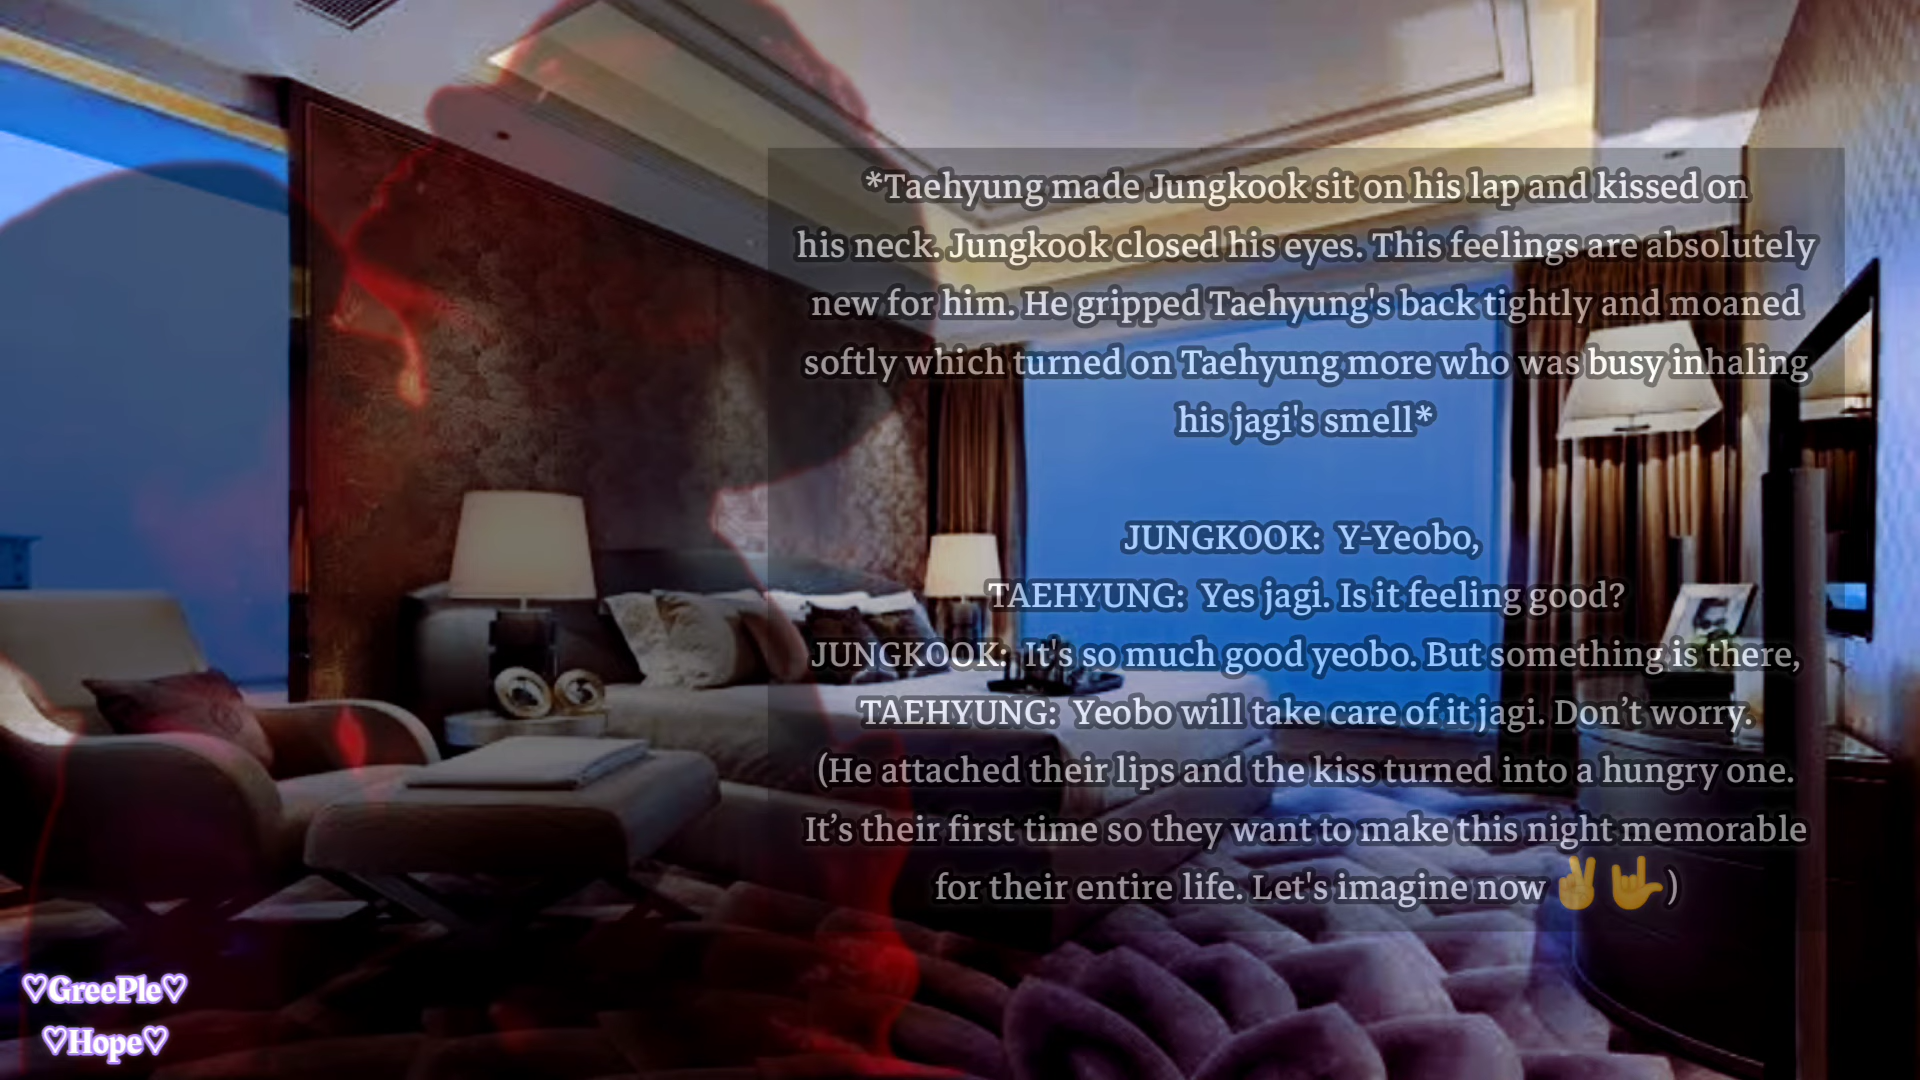 *Taehyung made Jungkook sit on his lap and kissed on
his neck. Jungkook closed his eyes. This feelings are absolutely
new for him. He gripped Taehyung's back tightly and moaned
softly which turned on Taehyung more who was busy inhaling
his jagi's smell*
JUNGKOOK: Y-Yeobo,
TAEHYUNG: Yes jagi. Is it feeling good?
JUNGKOOK: It's so much good yeobo. But something is there,
TAEHYUNG: Yeobo will take care of it jagi. Don’t worry.
(He attached their lips and the kiss turned into a hungry one.
It’s their first time so they want to make this night memorable
for their entire life. Let's imagine now ✌️🤟)
♡GreePle♡
♡Hope♡